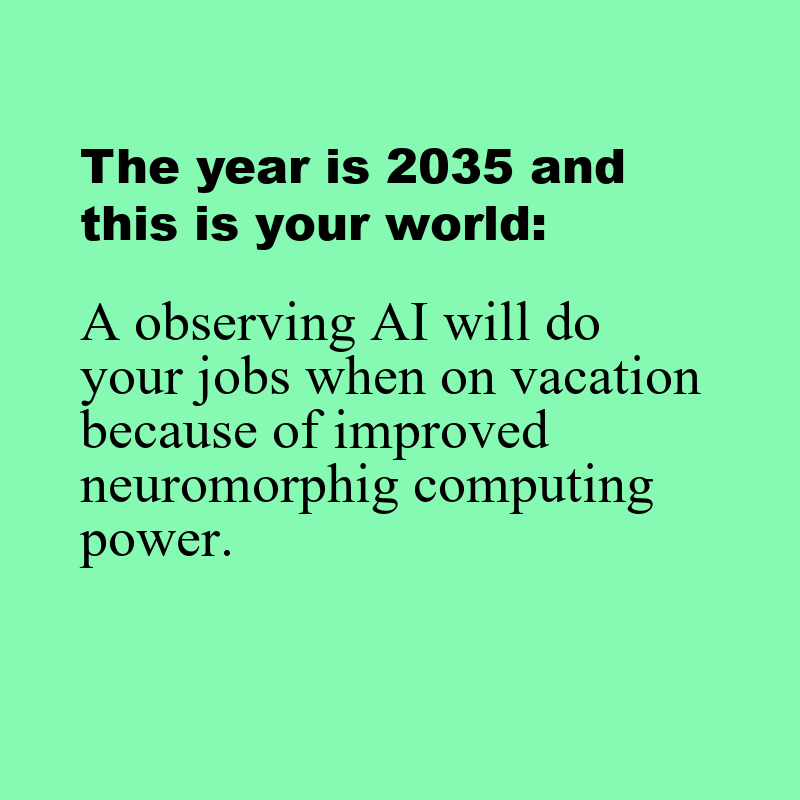 The year is 2035 and
this is your world:
A observing AI will do
your jobs when on vacation
because of improved
neuromorphig computing
power.